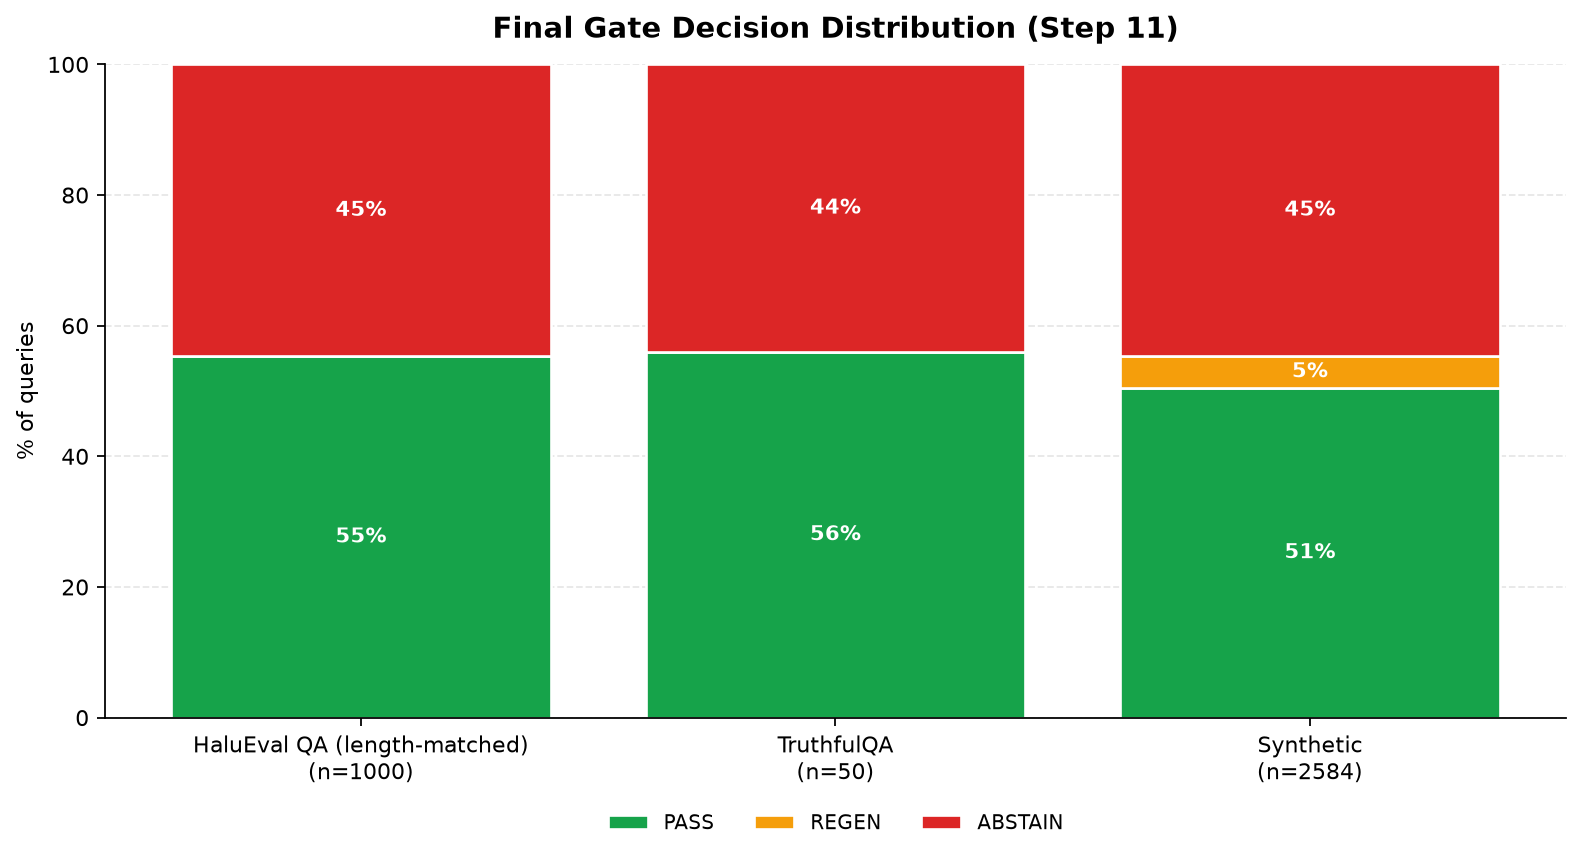 Final Gate Decision Distribution (Step 11)
% of queries
100
80
60
40
20
0
45%
44%
45%
5%
55%
56%
51%
HaluEval QA (length-matched)
(n=1000)
TruthfulQA
(n=50)
Synthetic
(n=2584)
PASS
REGEN
ABSTAIN